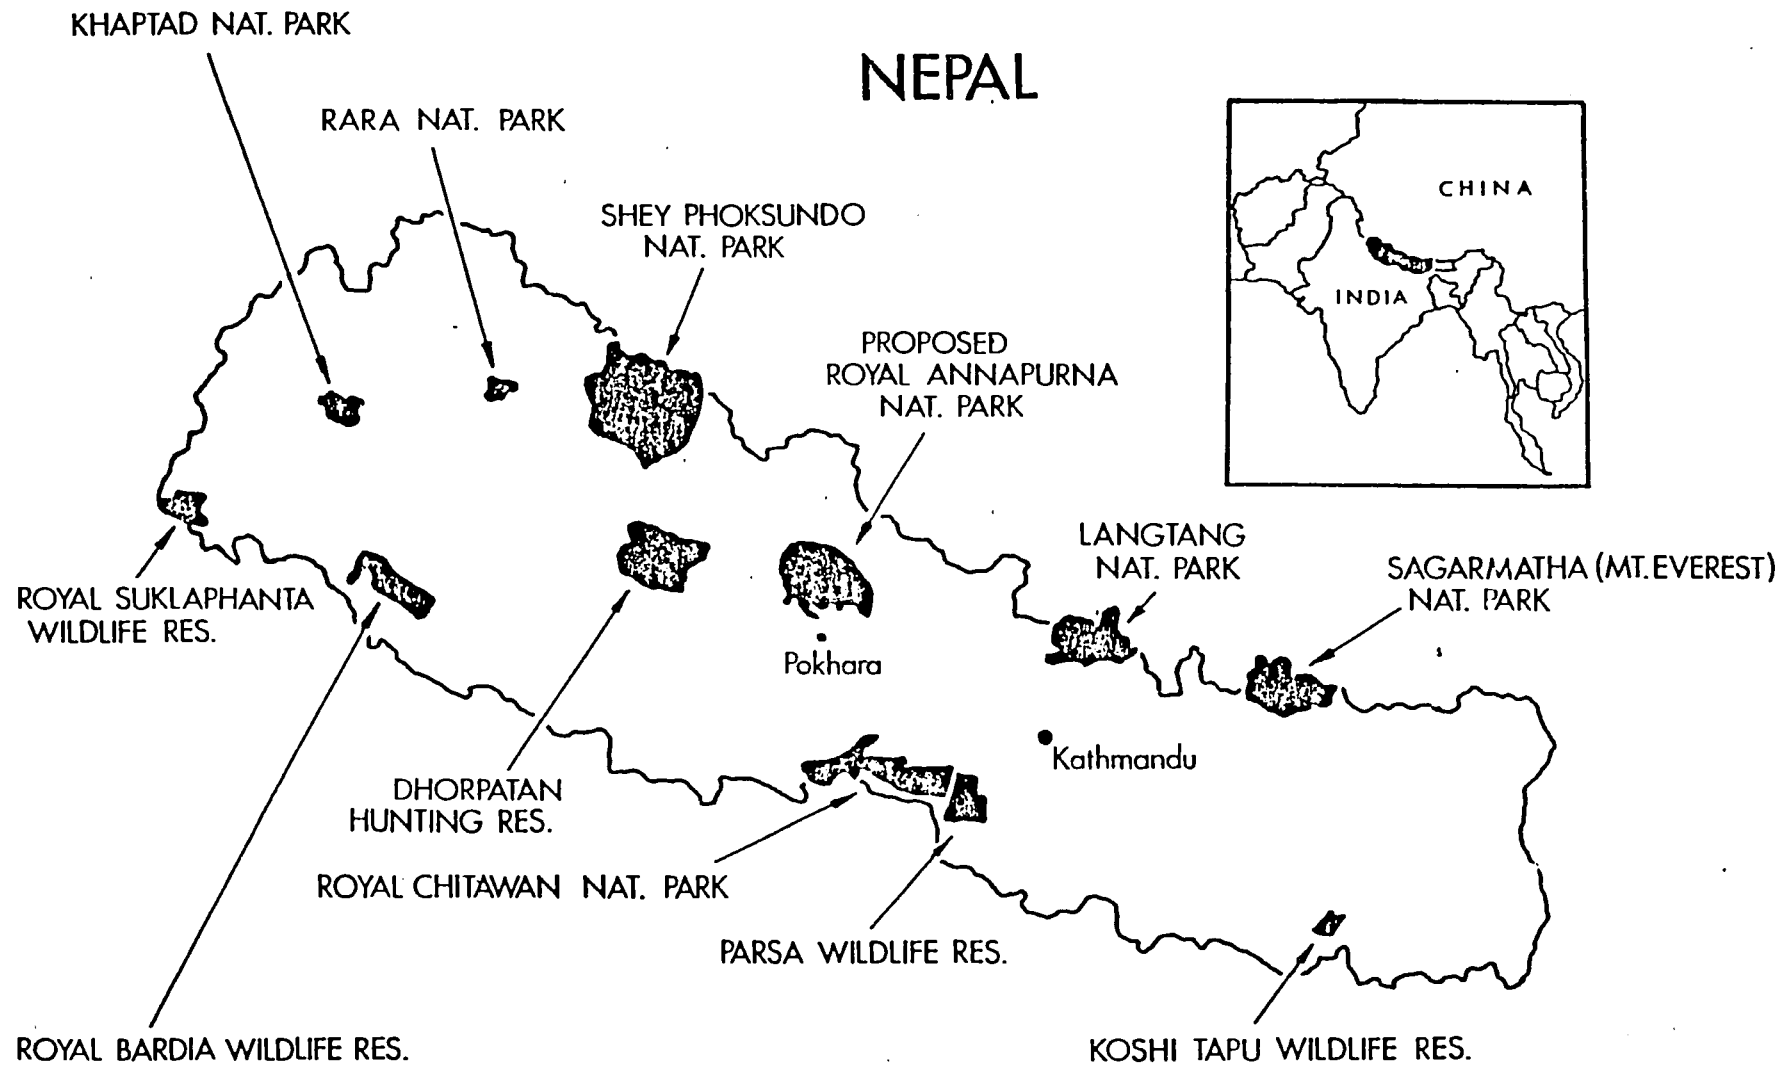 KHAPTAD NAT. PARK
NEPAL
RARA NAT. PARK
CHINA
SHEY PHOKSUNDO
NAT. PARK
INDIA
PROPOSED
ROYAL ANNAPURNA
NAT. PARK
LANGTANG
NAT. PARK
SAGARMATHA (MT. EVEREST)
NAT. PARK
ROYAL SUKLAPHANTA
WILDLIFE RES.
Pokhara
Kathmandu
DHORPATAN
HUNTING RES.
ROYAL CHITAWAN NAT. PARK
PARSA WILDLIFE RES.
ROYAL BARDIA WILDLIFE RES.
KOSHI TAPU WILDLIFE RES.